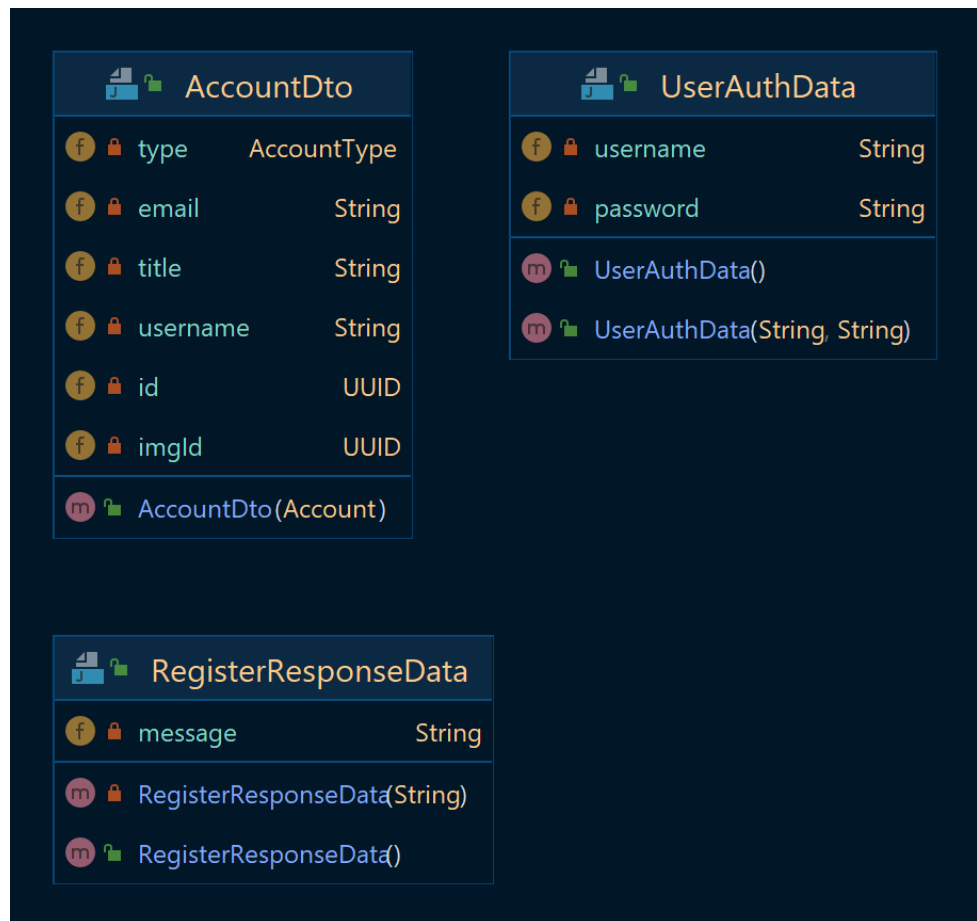 AccountDto
type AccountType
email String
title String
username String
id UUID
imgId UUID
AccountDto(Account)
UserAuthData
username String
password String
UserAuthData()
UserAuthData(String, String)
RegisterResponseData
message String
RegisterResponseData(String)
RegisterResponseData()